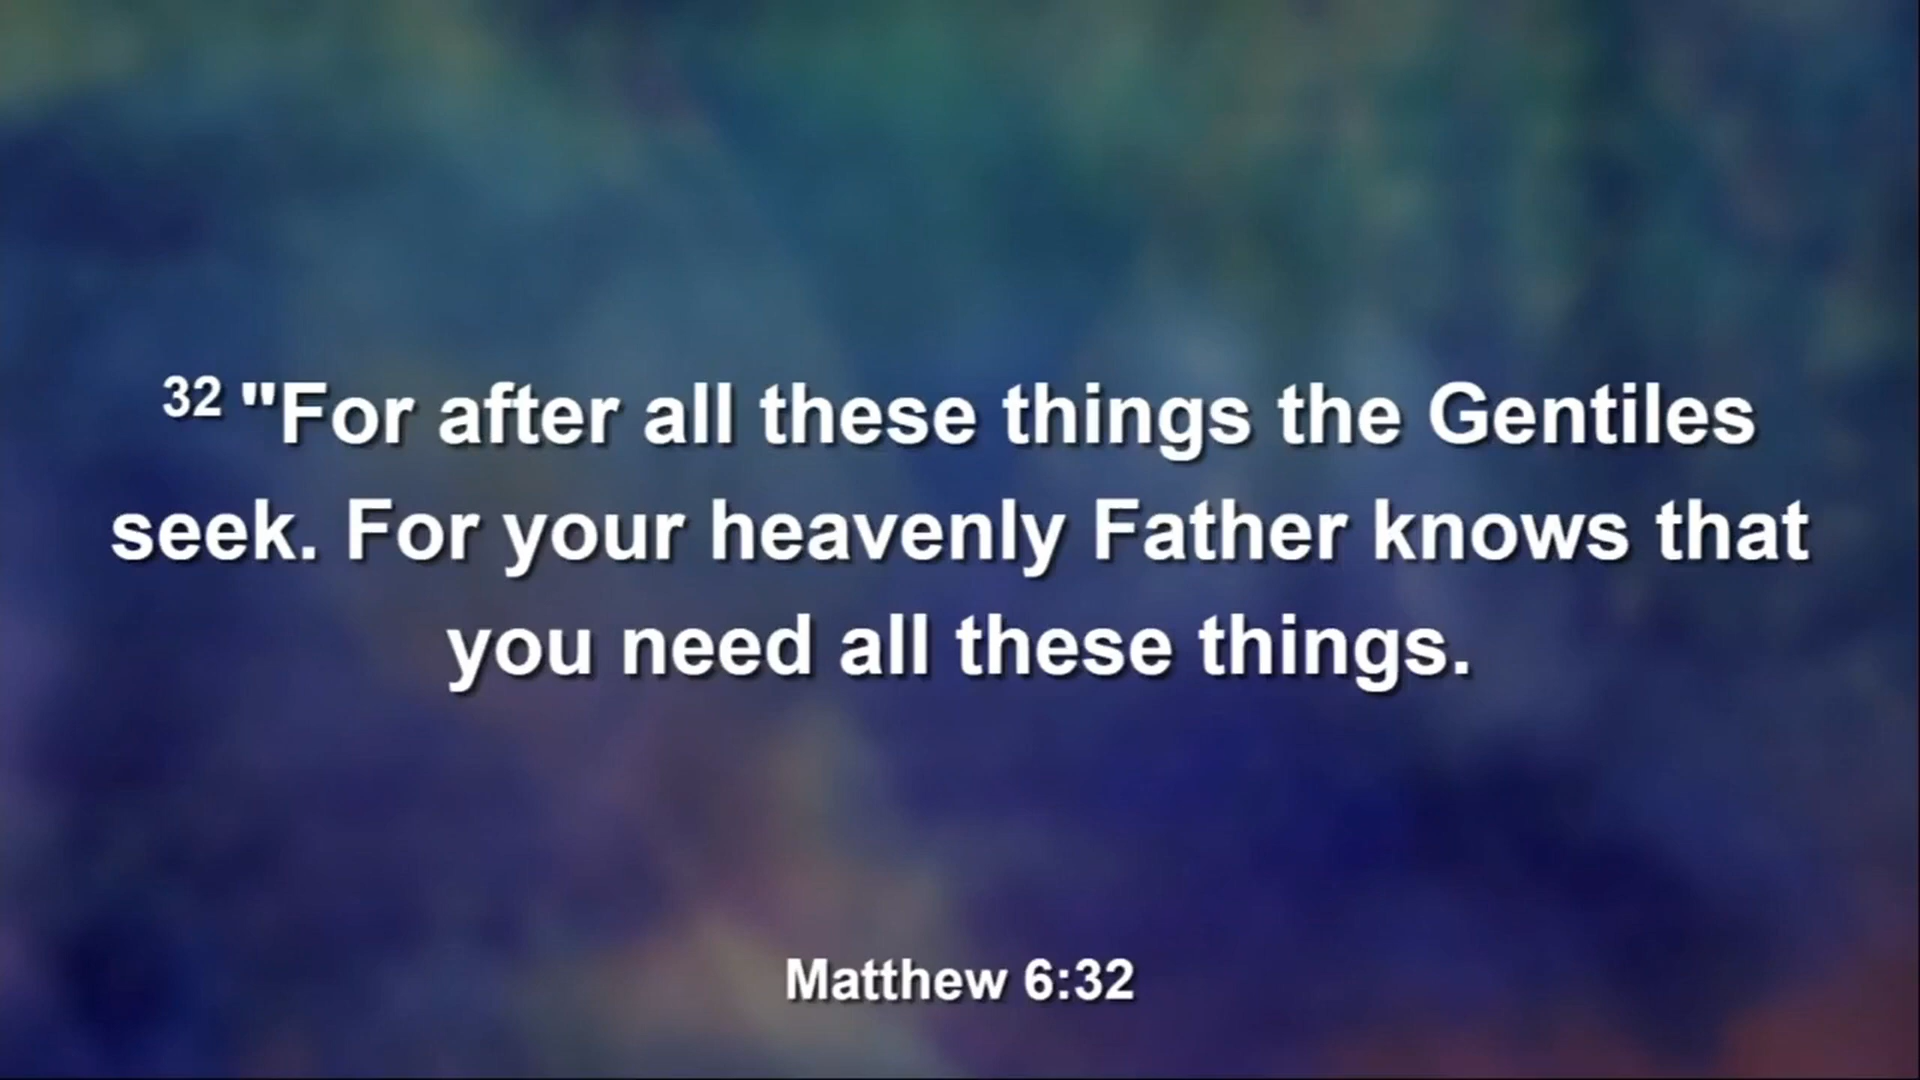 32 "For after all these things the Gentiles
seek. For your heavenly Father knows that
you need all these things.
Matthew 6:32